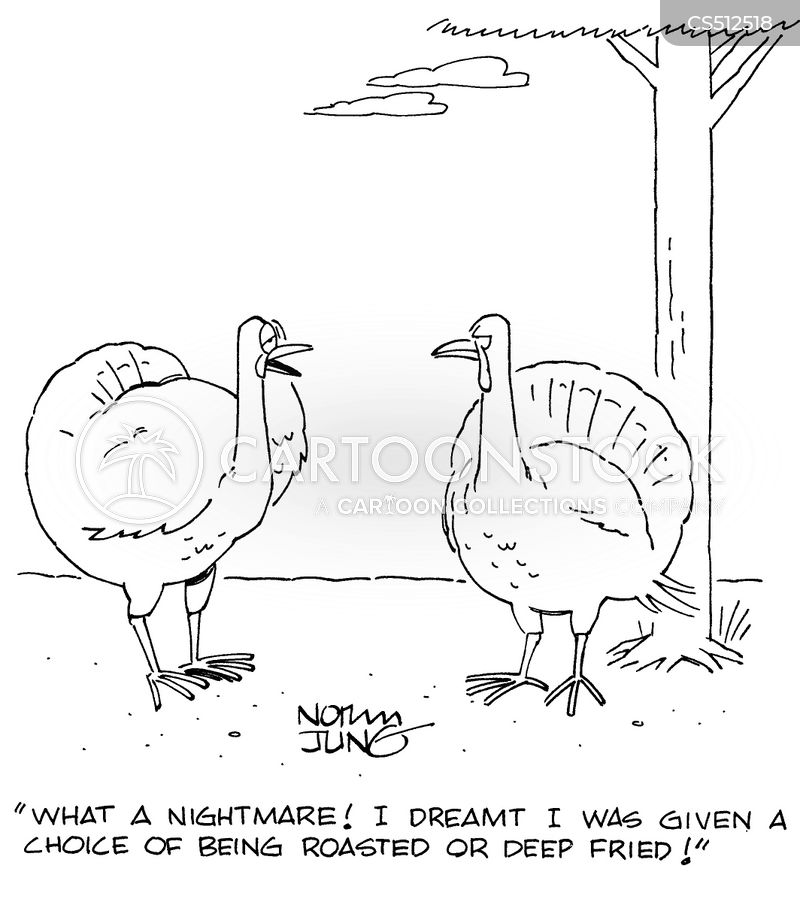 CS512518
CARTOONSTOCK
A CARTOON COLLECTIONS COMPANY
NORM
JUNG
"WHAT A NIGHTMARE! I DREAMT I WAS GIVEN A
CHOICE OF BEING ROASTED OR DEEP FRIED!"